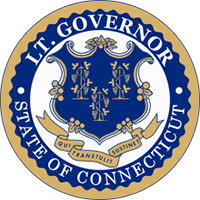 LT. GOVERNOR
STATE OF CONNECTICUT
QUI TRANSTULIT SUSTINET